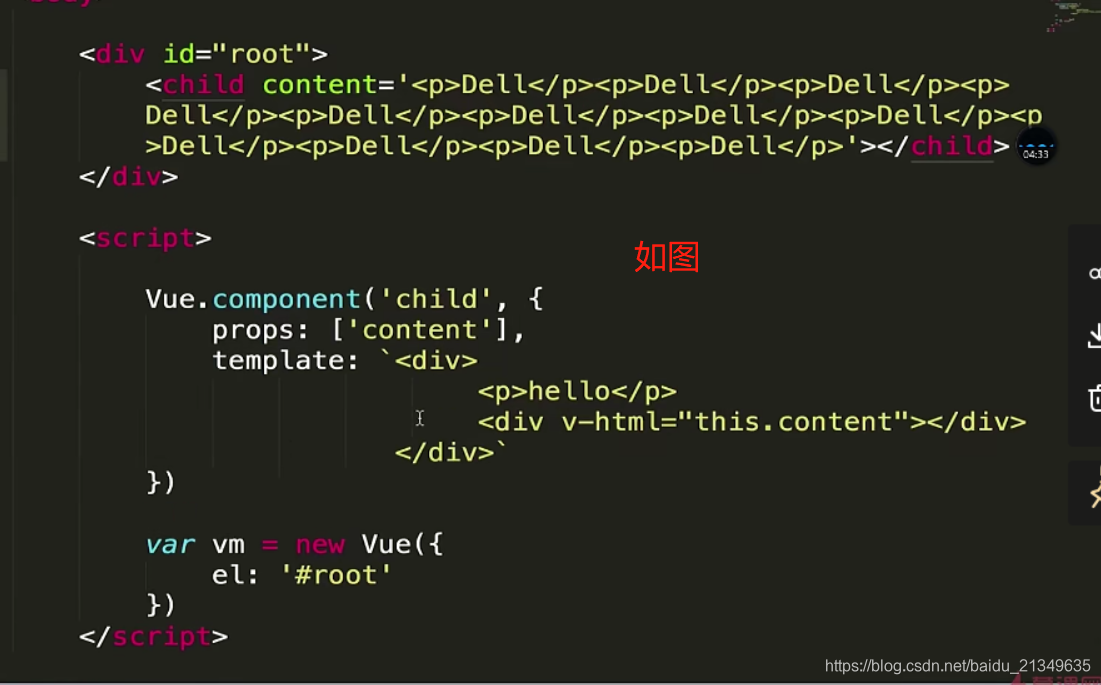 <div id="root">
<child content='<p>Dell</p><p>Dell</p><p>Dell</p><p>
Dell</p><p>Dell</p><p>Dell</p><p>Dell</p><p>Dell</p><p
>Dell</p><p>Dell</p><p>Dell</p><p>Dell</p>'></child>
04:33
</div>
<script>
如图
Vue.component('child', {
props: ['content'],
template: `<div>
<p>hello</p>
<div v-html="this.content"></div>
</div>`
})
var vm = new Vue({
el: '#root'
})
</script>
https://blog.csdn.net/baidu_21349635